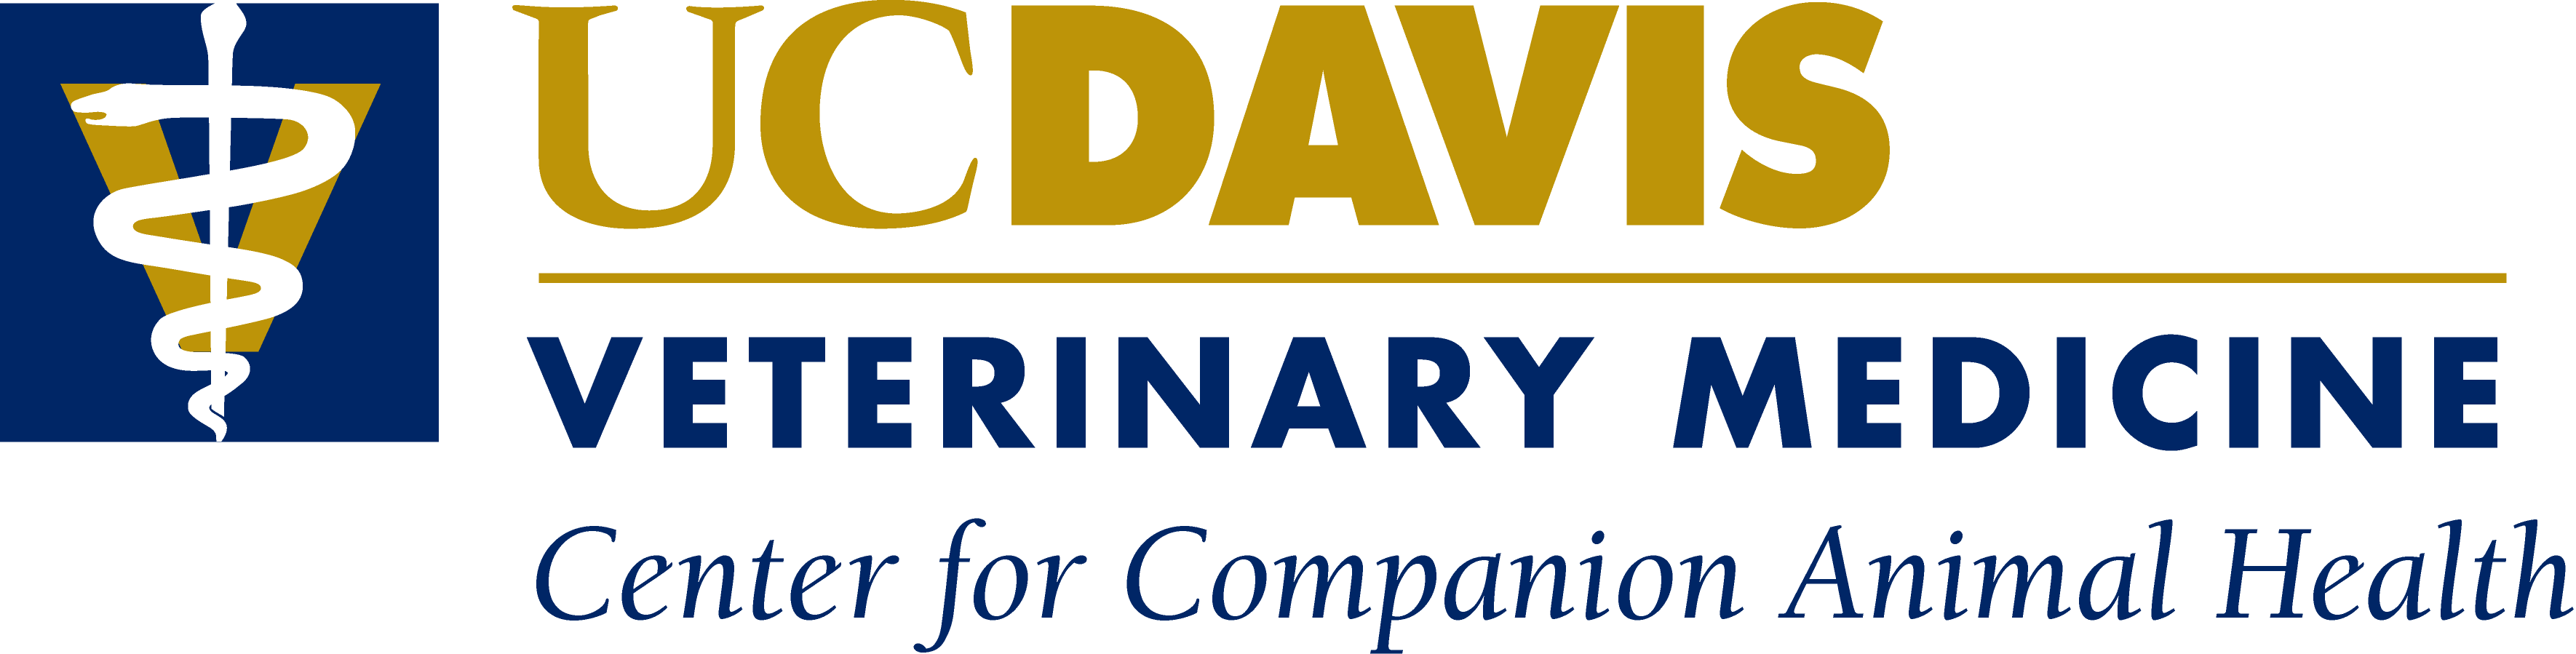 UCDAVIS
VETERINARY MEDICINE
Center for Companion Animal Health